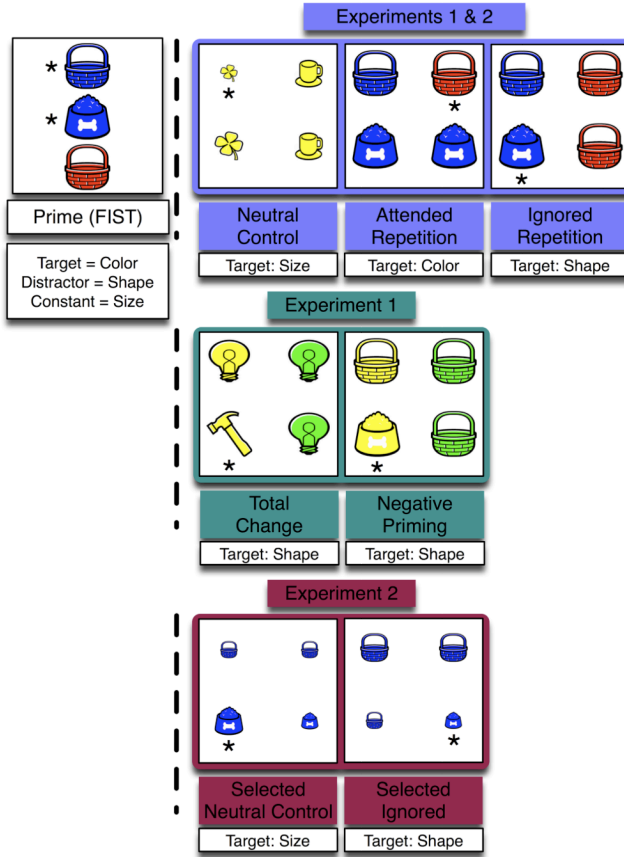 Experiments 1 & 2
*
*
*
*
*
Prime (FIST)
Target = Color
Distractor = Shape
Constant = Size
Neutral
Control
Attended
Repetition
Ignored
Repetition
Target: Size
Target: Color
Target: Shape
Experiment 1
*
*
Total
Change
Negative
Priming
Target: Shape
Target: Shape
Experiment 2
*
*
Selected
Neutral Control
Selected
Ignored
Target: Size
Target: Shape